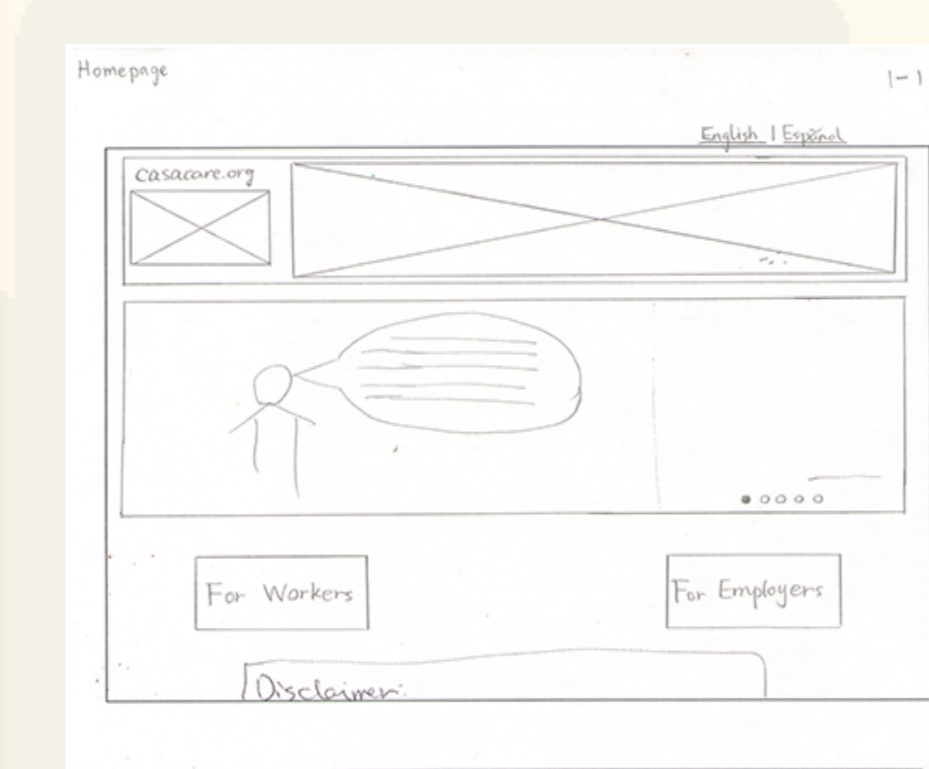 Homepage
1-1
English | Español
casacare.org
For Workers
For Employers
Disclaimer: